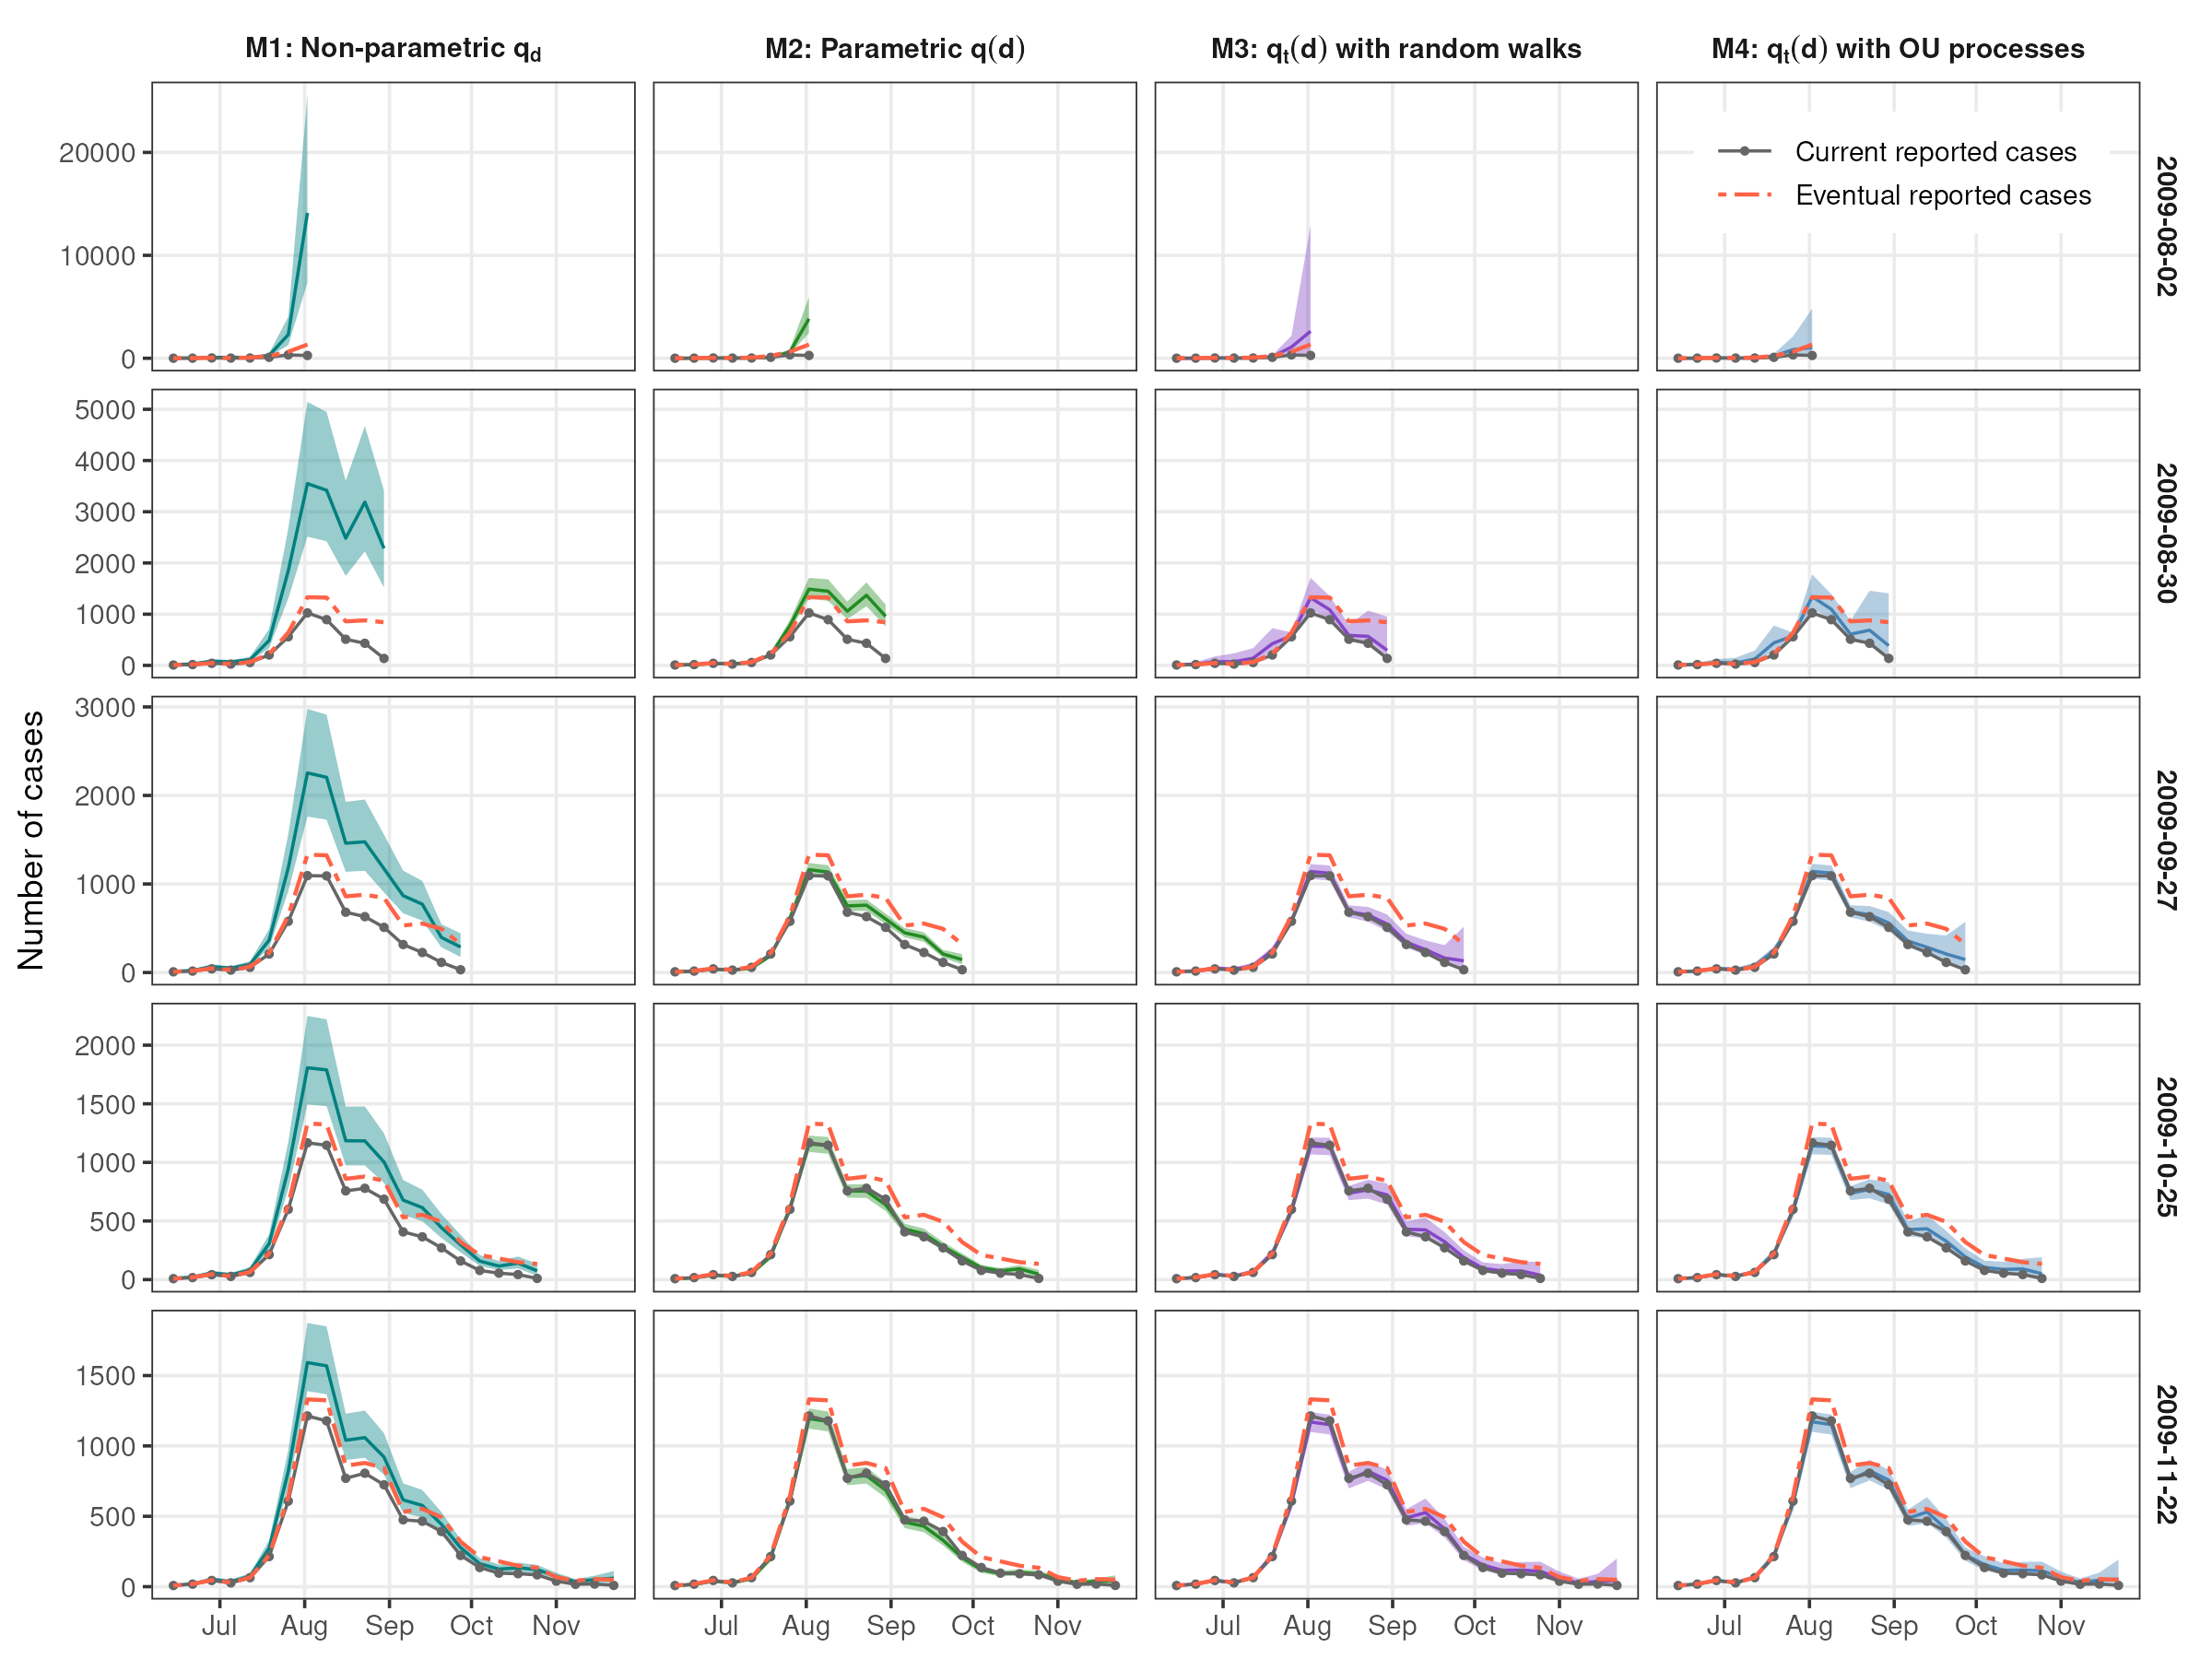 M1: Non-parametric qd
M2: Parametric q(d)
M3: qt(d) with random walks
M4: qt(d) with OU processes
20000
10000
0
Current reported cases
Eventual reported cases
2009-08-02
5000
4000
3000
2000
1000
0
2009-08-30
Number of cases
3000
2000
1000
0
2009-09-27
2000
1500
1000
500
0
2009-10-25
1500
1000
500
0
2009-11-22
Jul Aug Sep Oct Nov
Jul Aug Sep Oct Nov
Jul Aug Sep Oct Nov
Jul Aug Sep Oct Nov